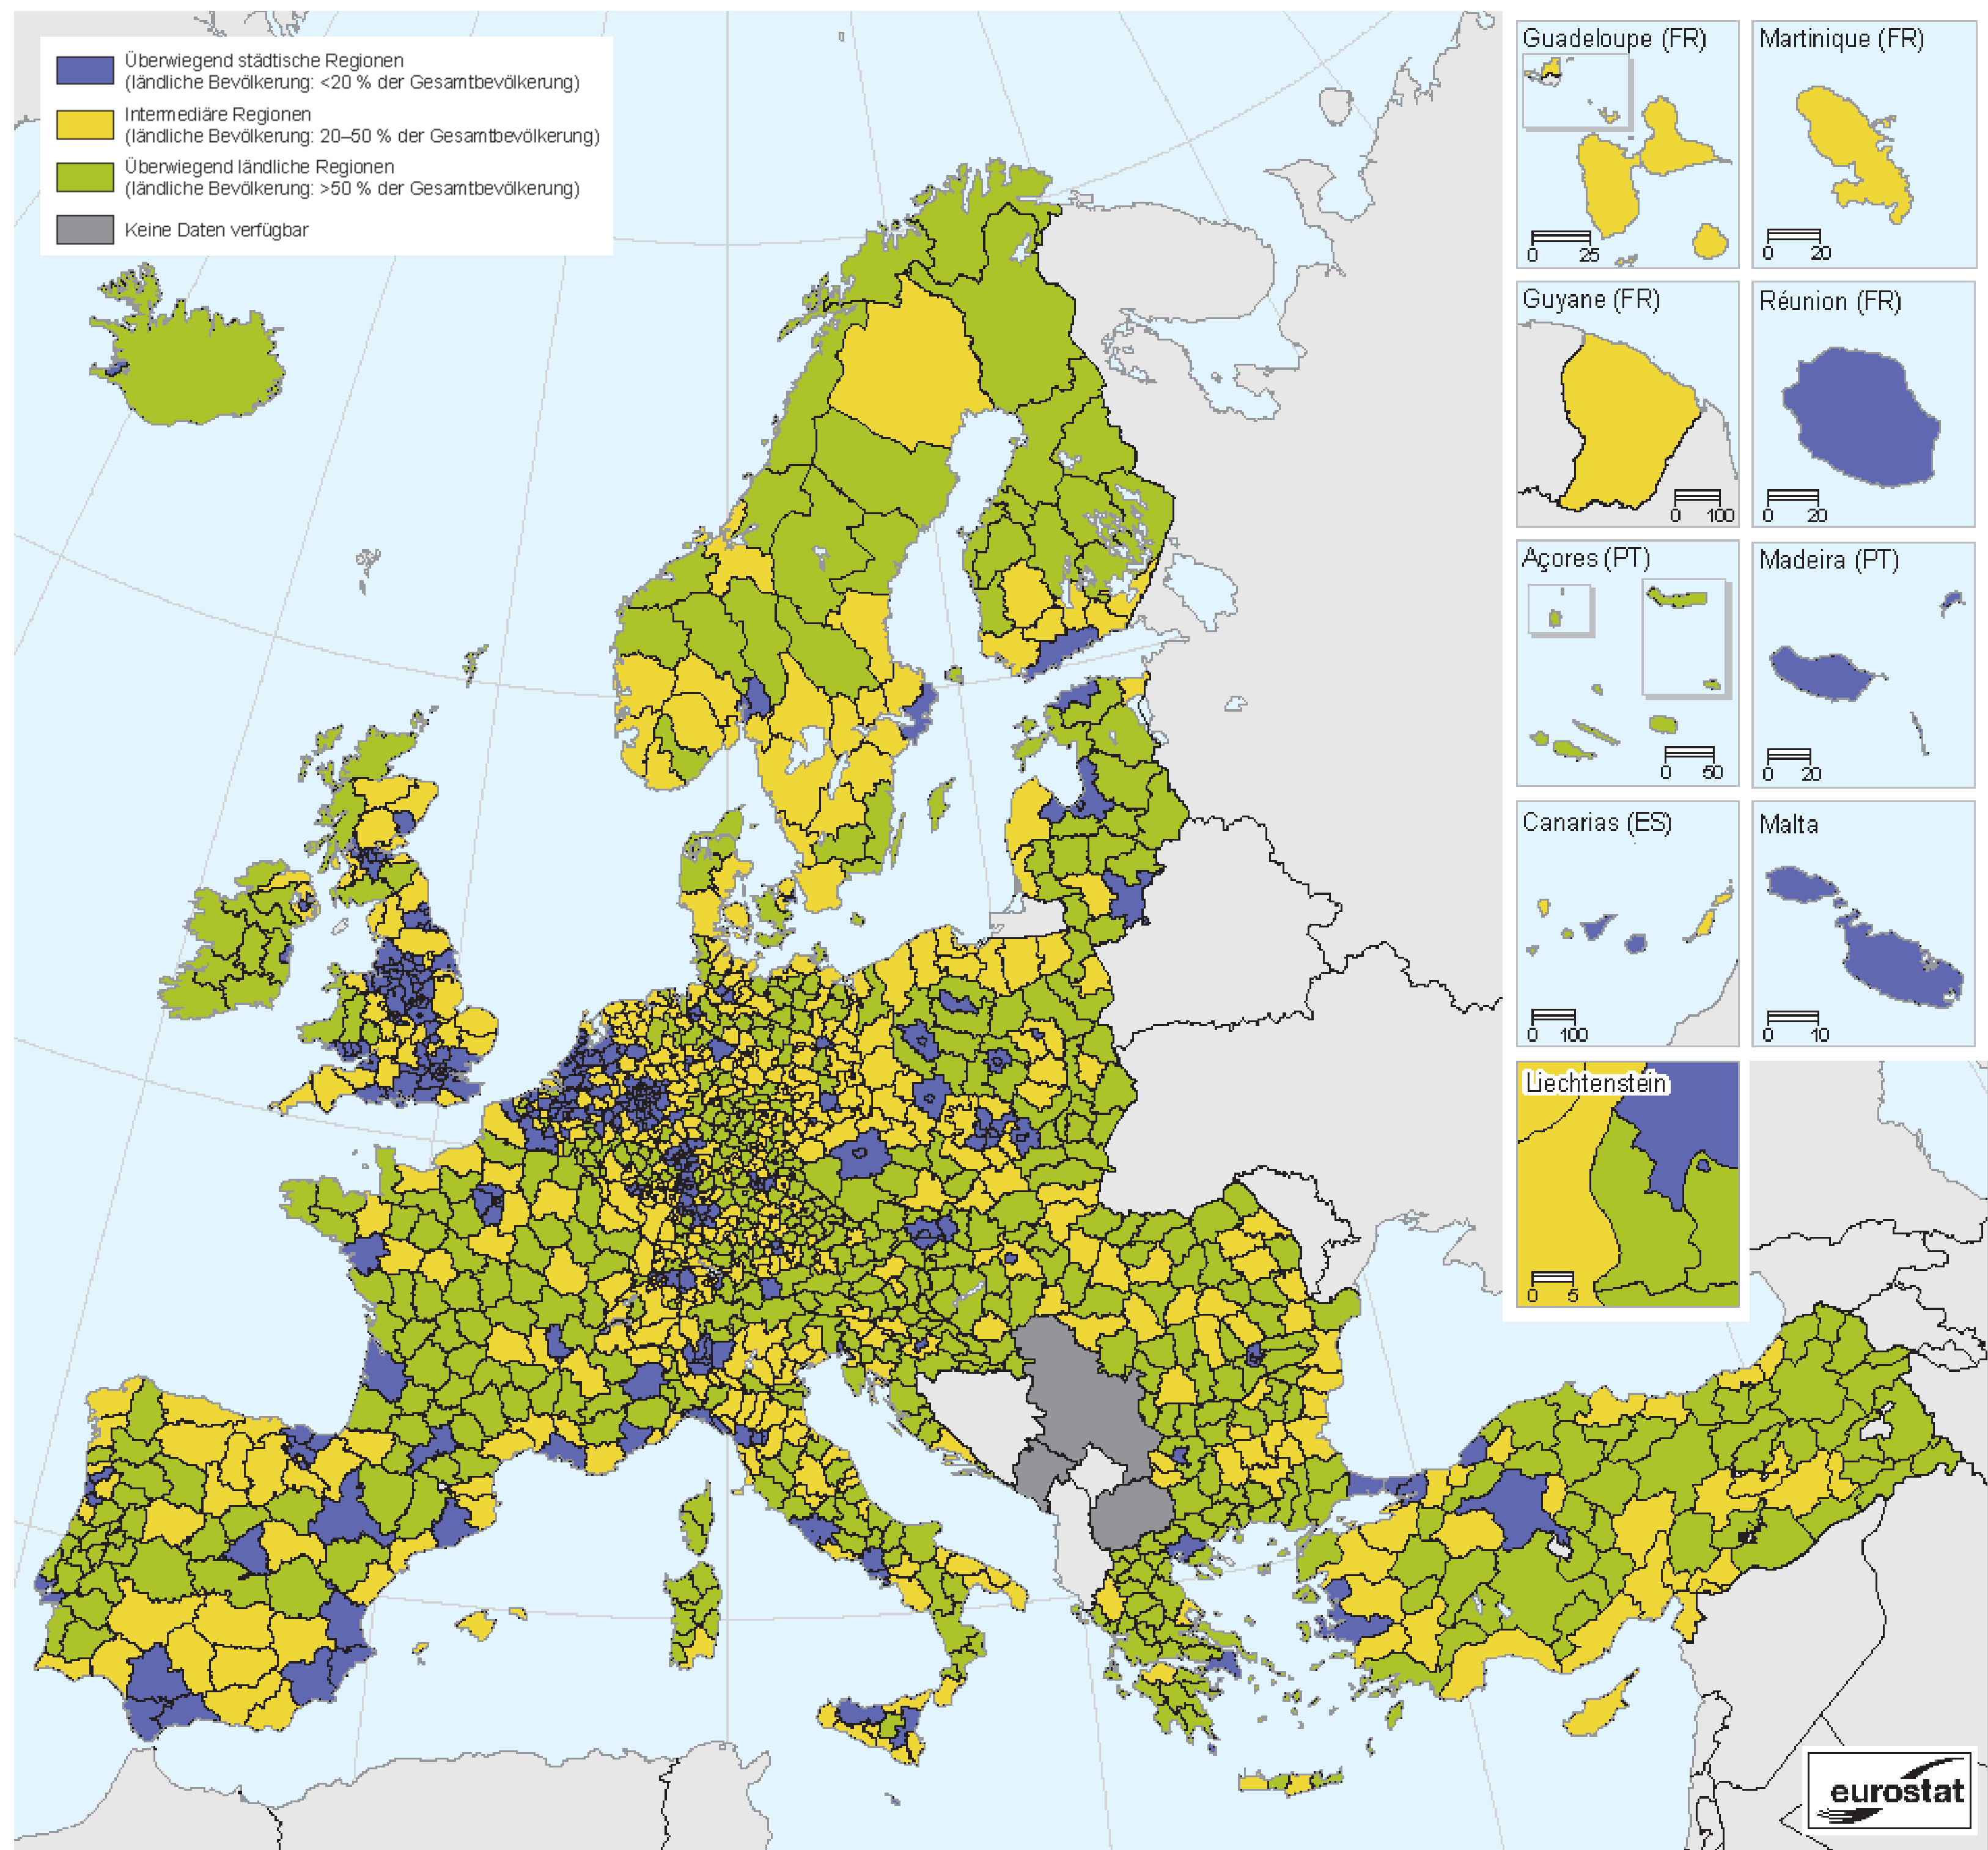 Überwiegend städtische Regionen
(ländliche Bevölkerung: <20 % der Gesamtbevölkerung)
Intermediäre Regionen
(ländliche Bevölkerung: 20–50 % der Gesamtbevölkerung)
Überwiegend ländliche Regionen
(ländliche Bevölkerung: >50 % der Gesamtbevölkerung)
Keine Daten verfügbar
Guadeloupe (FR)
0 25
Martinique (FR)
0 20
Guyane (FR)
0 100
Réunion (FR)
0 20
Açores (PT)
0 50
Madeira (PT)
0 20
Canarias (ES)
0 100
Malta
0 10
Liechtenstein
0 5
eurostat